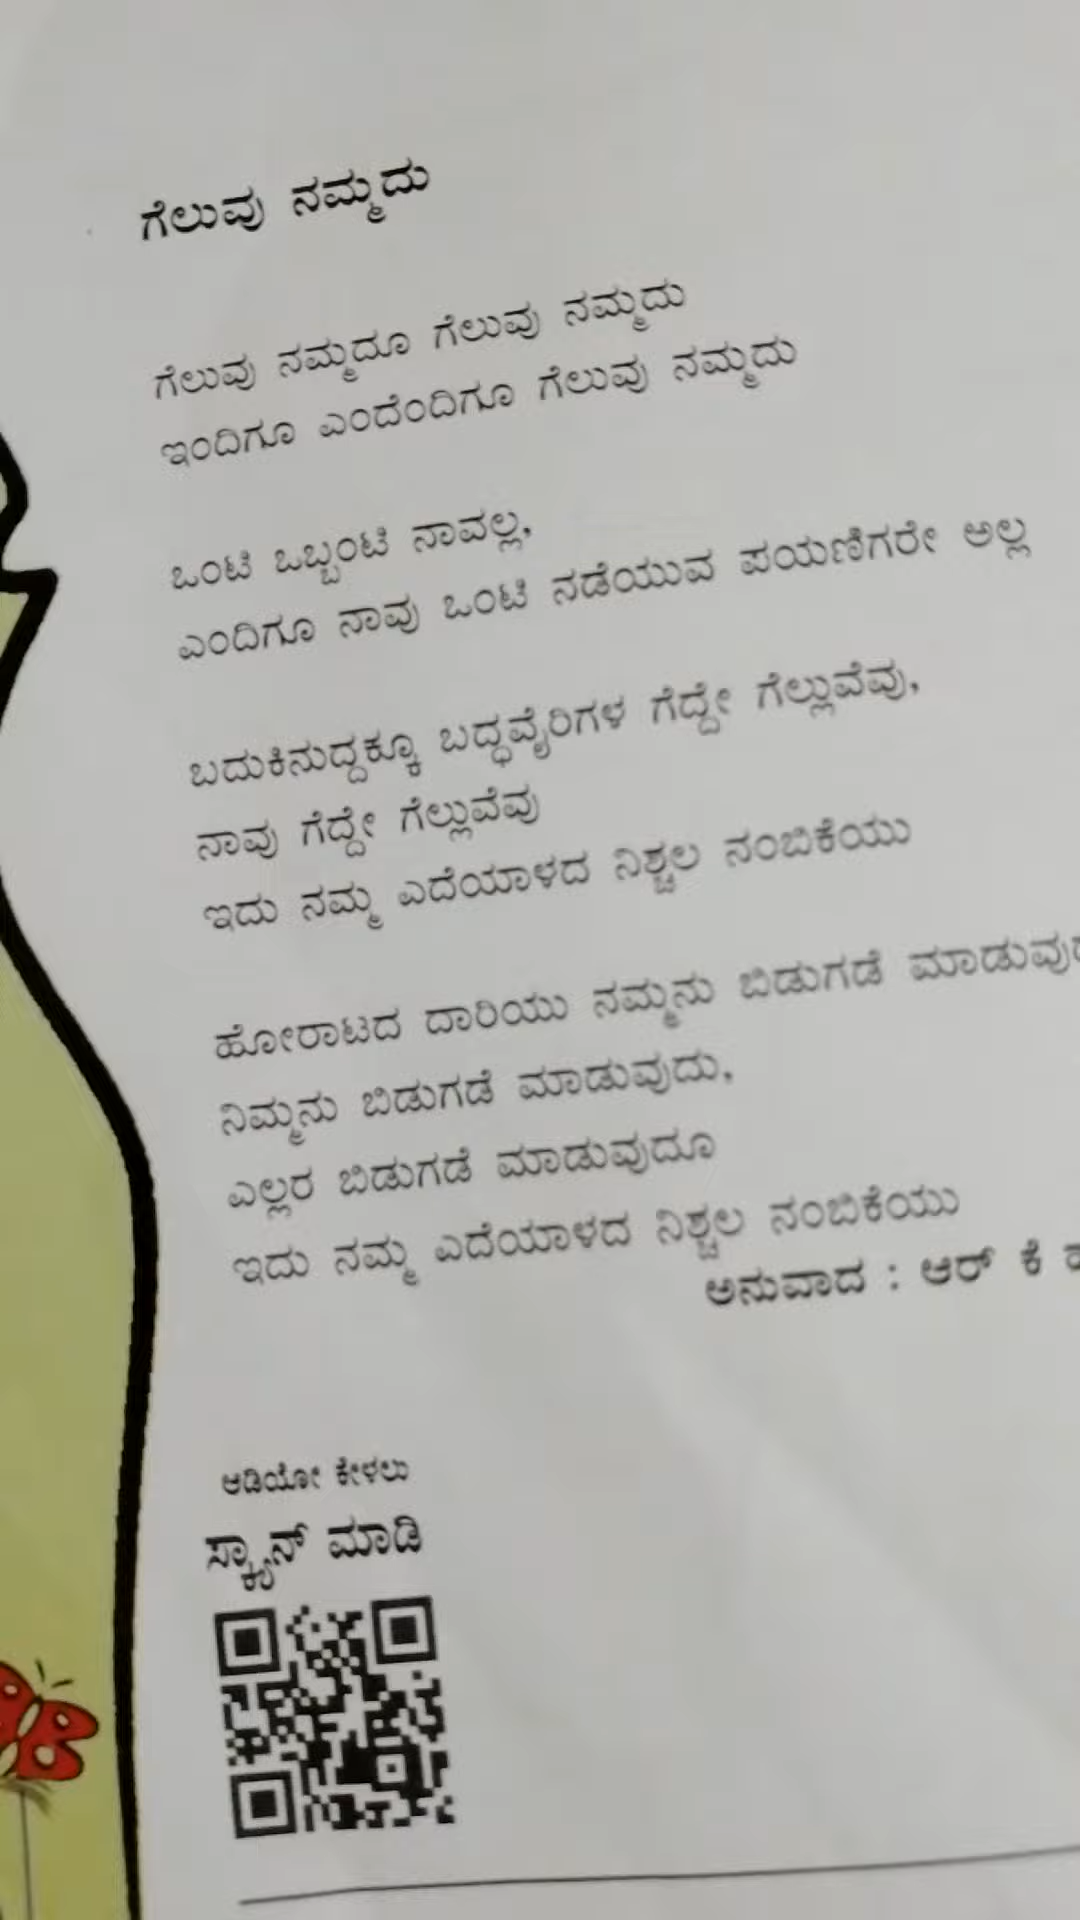 ಗೆಲುವು ನಮ್ಮದು
ಗೆಲುವು ನಮ್ಮದೂ ಗೆಲುವು ನಮ್ಮದು
ಇಂದಿಗೂ ಎಂದೆಂದಿಗೂ ಗೆಲುವು ನಮ್ಮದು
ಒಂಟಿ ಒಬ್ಬಂಟಿ ನಾವಲ್ಲ,
ಎಂದಿಗೂ ನಾವು ಒಂಟಿ ನಡೆಯುವ ಪಯಣಿಗರೇ ಅಲ್ಲ
ಬದುಕಿನುದ್ದಕ್ಕೂ ಬದ್ಧವೈರಿಗಳ ಗೆದ್ದೇ ಗೆಲ್ಲುವೆವು,
ನಾವು ಗೆದ್ದೇ ಗೆಲ್ಲುವೆವು
ಇದು ನಮ್ಮ ಎದೆಯಾಳದ ನಿಶ್ಚಲ ನಂಬಿಕೆಯು
ಹೋರಾಟದ ದಾರಿಯು ನಮ್ಮನು ಬಿಡುಗಡೆ
ನಿಮ್ಮನು ಬಿಡುಗಡೆ ಮಾಡುವುದು,
ಎಲ್ಲರ ಬಿಡುಗಡೆ ಮಾಡುವುದೂ
ಇದು ನಮ್ಮ ಎದೆಯಾಳದ ನಿಶ್ಚಲ ನಂಬಿಕೆಯು
ಅನುವಾದ : ಆರ್ ಕೆ
ಆಡಿಯೋ ಕೇಳಲು
ಸ್ಕ್ಯಾನ್ ಮಾಡಿ